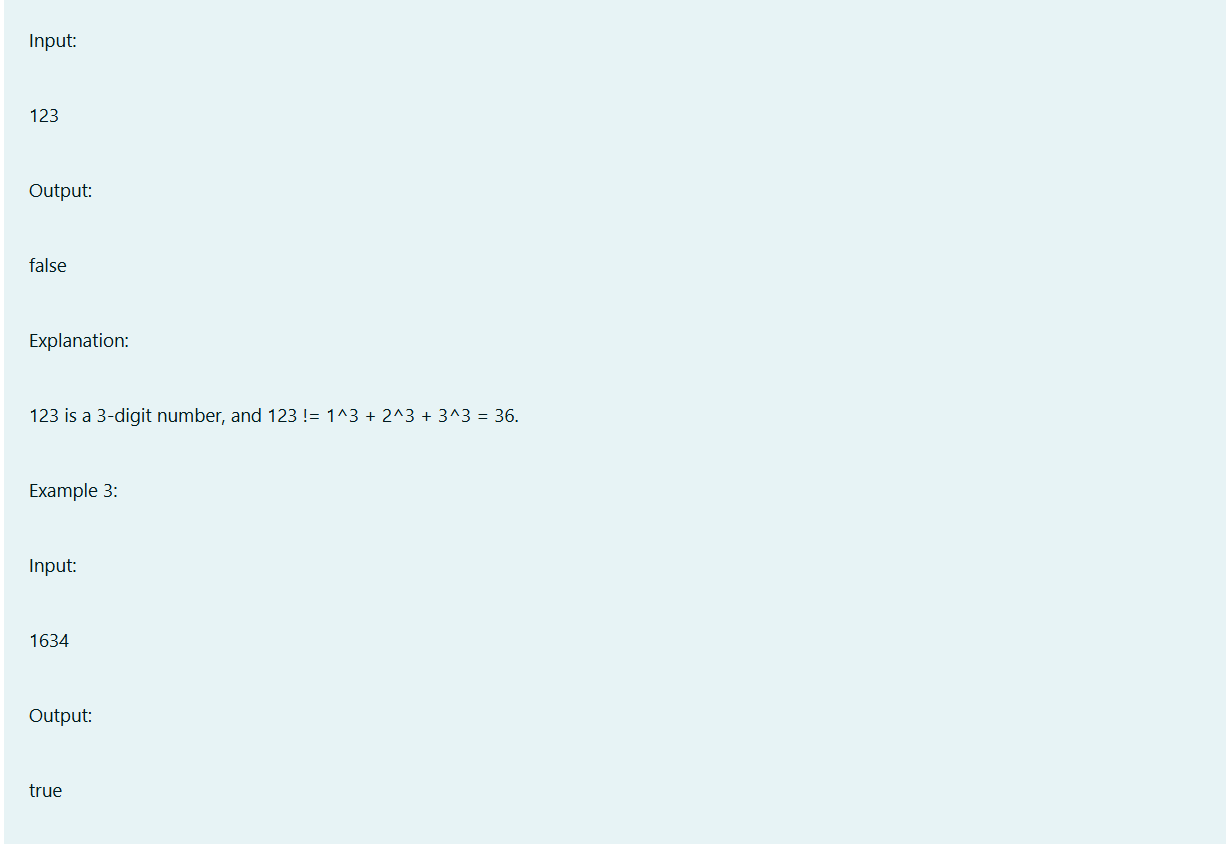 Input:
123
Output:
false
Explanation:
123 is a 3-digit number, and 123 != 1^3 + 2^3 + 3^3 = 36.
Example 3:
Input:
1634
Output:
true